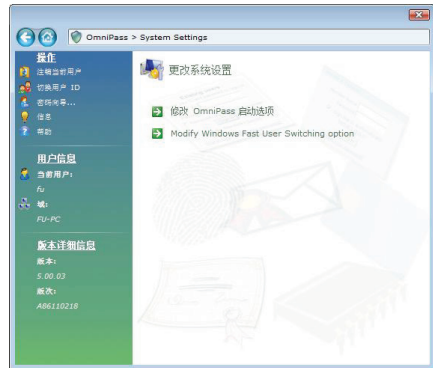 OmniPass > System Settings
操作
注销当前用户
切换用户 ID
密码向导...
信息
帮助
用户信息
当前用户:
fu
域:
FU-PC
版本详细信息
版本:
5.00.03
版次:
A86110218
更改系统设置
修改 OmniPass 启动选项
Modify Windows Fast User Switching option